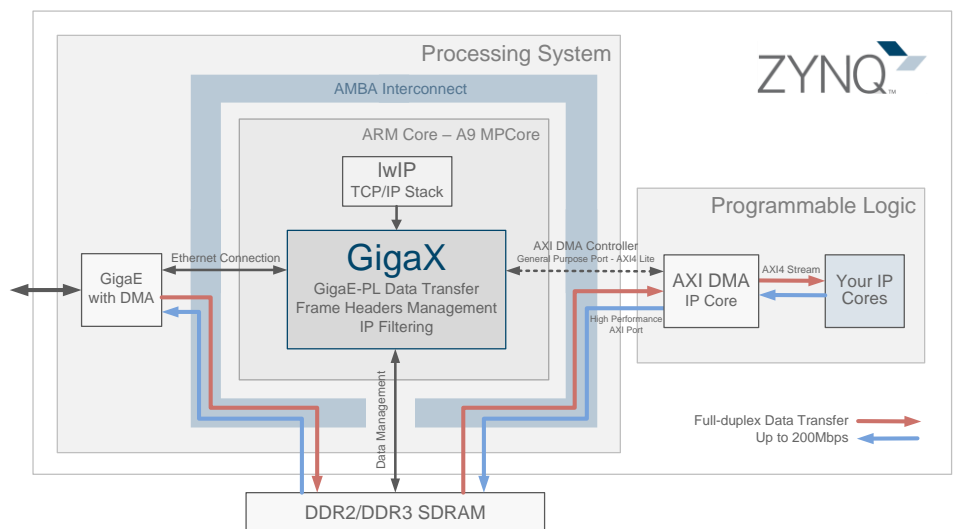 Processing System
ZYNQ
TM
AMBA Interconnect
ARM Core – A9 MPCore
lwIP
TCP/IP Stack
Programmable Logic
GigaE
with DMA
Ethernet Connection
GigaX
GigaE-PL Data Transfer
Frame Headers Management
IP Filtering
AXI DMA Controller
General Purpose Port - AXI4 Lite
High Performance
AXI Port
AXI DMA
IP Core
AXI4 Stream
Your IP
Cores
Data Management
Full-duplex Data Transfer
Up to 200Mbps
DDR2/DDR3 SDRAM